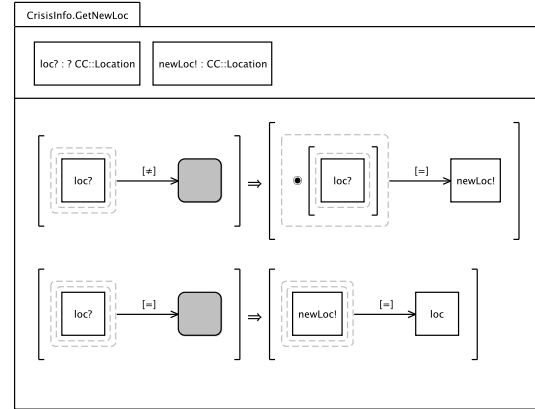 CrisisInfo.GetNewLoc
loc? : ? CC::Location newLoc! : CC::Location
loc? [≠] ⇒ loc? [=] newLoc!
loc? [=] ⇒ newLoc! [=] loc